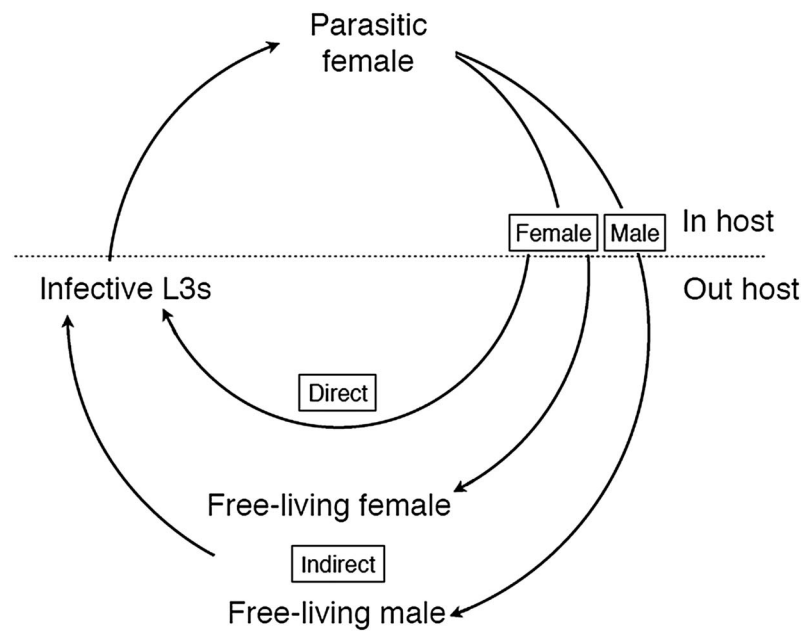 Parasitic
female
Female
Male
In host
Infective L3s
Out host
Direct
Free-living female
Indirect
Free-living male